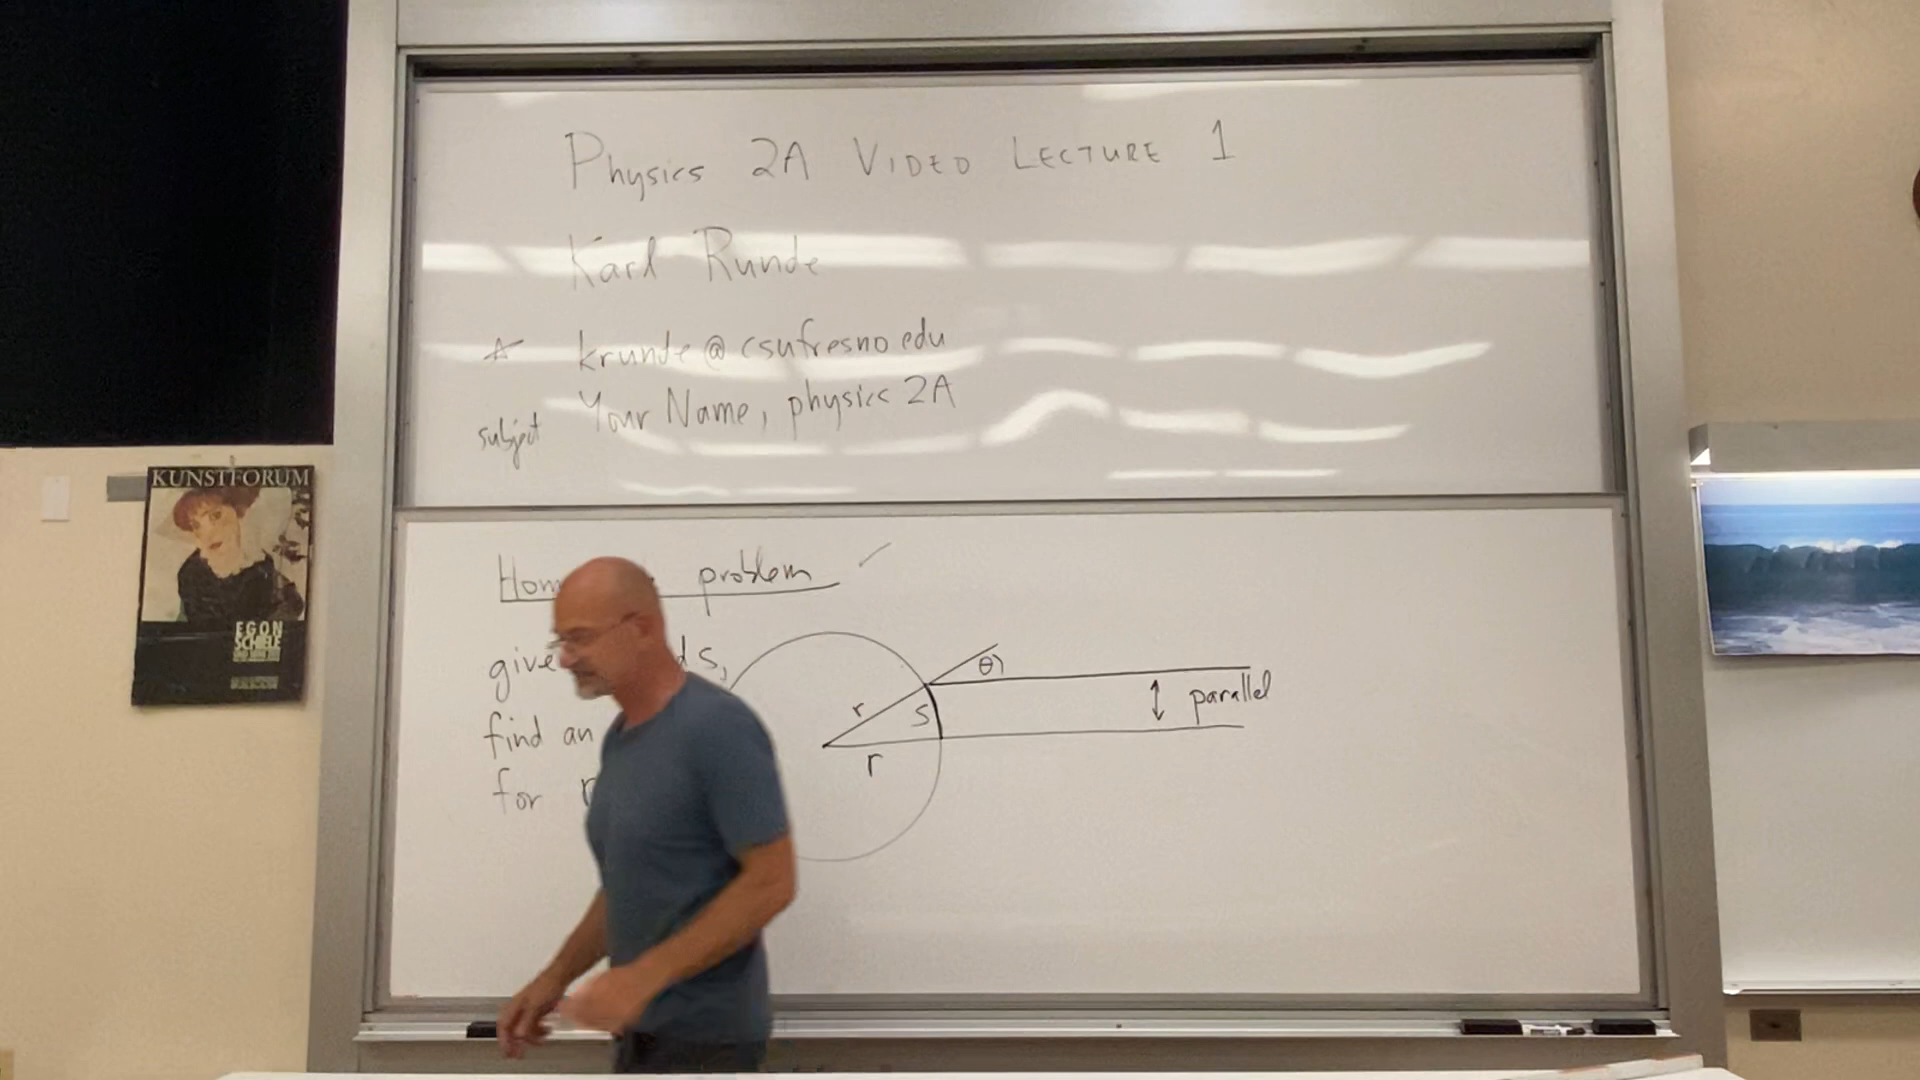 Physics 2A VIDEO LECTURE 1
Karl Runde
krunde@csufresno edu
subject Your Name, physics 2A
KUNSTFORUM
EGON
SCHIELE
problem
s,
find an
for
θ
r
s
r
parallel